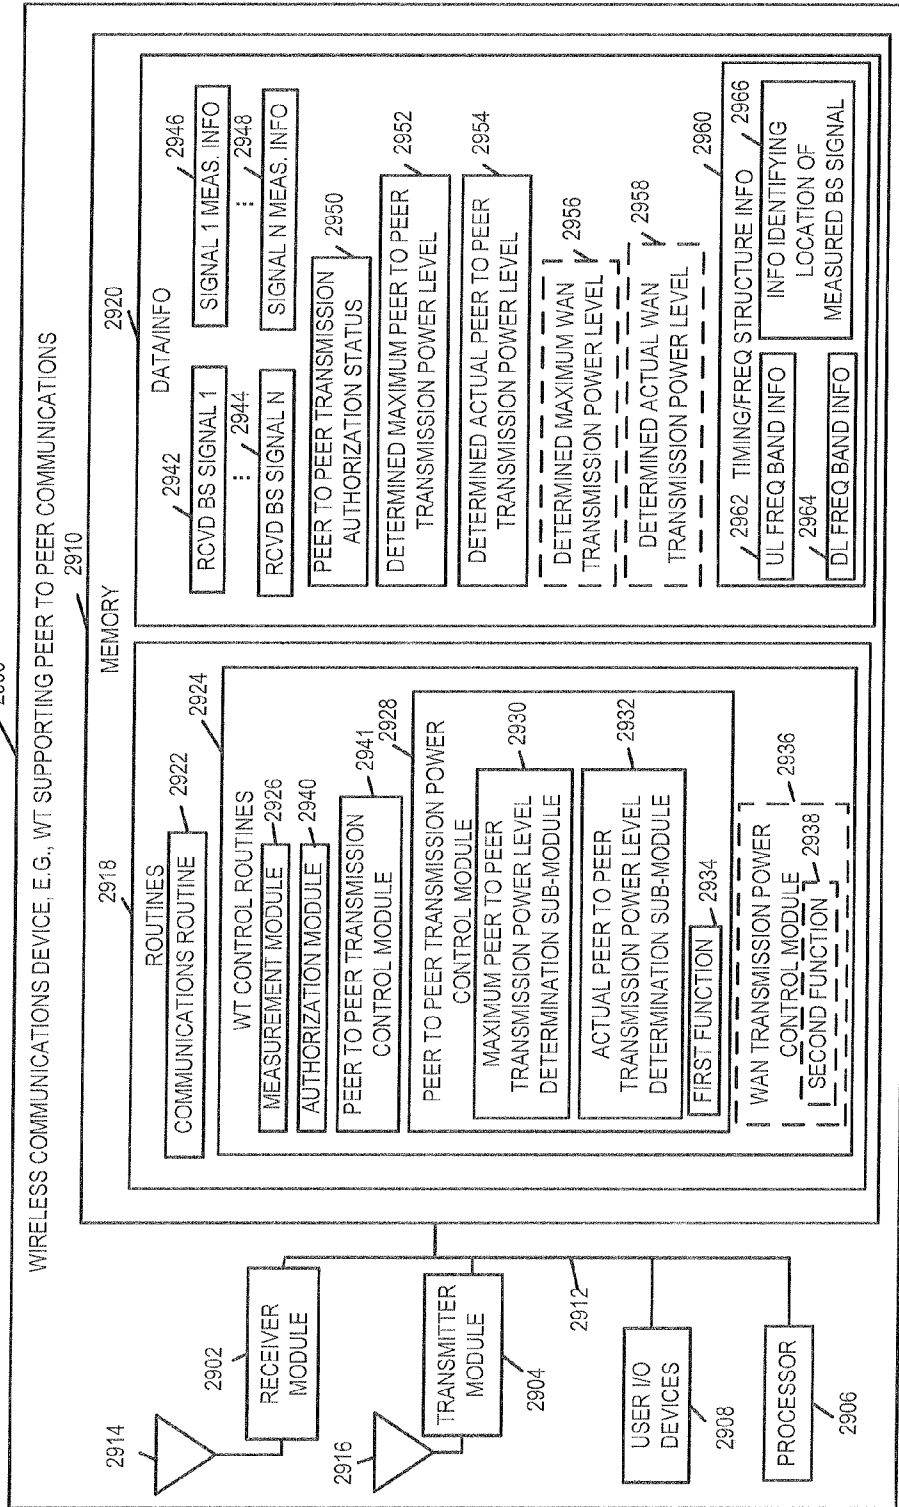 WIRELESS COMMUNICATIONS DEVICE, E.G., WT SUPPORTING PEER TO PEER COMMUNICATIONS
2910
2914
2902
RECEIVER
MODULE
2916
TRANSMITTER
MODULE
2904
2912
USER I/O
DEVICES
2908
PROCESSOR
2906
MEMORY
2918
ROUTINES
2922
COMMUNICATIONS ROUTINE
2924
WT CONTROL ROUTINES
2926
MEASUREMENT MODULE
2940
AUTHORIZATION MODULE
2941
PEER TO PEER TRANSMISSION
CONTROL MODULE
2928
PEER TO PEER TRANSMISSION POWER
CONTROL MODULE
2930
MAXIMUM PEER TO PEER
TRANSMISSION POWER LEVEL
DETERMINATION SUB-MODULE
2932
ACTUAL PEER TO PEER
TRANSMISSION POWER LEVEL
DETERMINATION SUB-MODULE
2934
FIRST FUNCTION
2936
WAN TRANSMISSION POWER
CONTROL MODULE
2938
SECOND FUNCTION
2920
DATA/INFO
2942
RCVD BS SIGNAL 1
2944
RCVD BS SIGNAL N
2946
SIGNAL 1 MEAS. INFO
2948
SIGNAL N MEAS. INFO
2950
PEER TO PEER TRANSMISSION
AUTHORIZATION STATUS
2952
DETERMINED MAXIMUM PEER TO PEER
TRANSMISSION POWER LEVEL
2954
DETERMINED ACTUAL PEER TO PEER
TRANSMISSION POWER LEVEL
2956
DETERMINED MAXIMUM WAN
TRANSMISSION POWER LEVEL
2958
DETERMINED ACTUAL WAN
TRANSMISSION POWER LEVEL
2960
TIMING/FREQ STRUCTURE INFO
2962
UL FREQ BAND INFO
2964
DL FREQ BAND INFO
2966
INFO IDENTIFYING
LOCATION OF
MEASURED BS SIGNAL